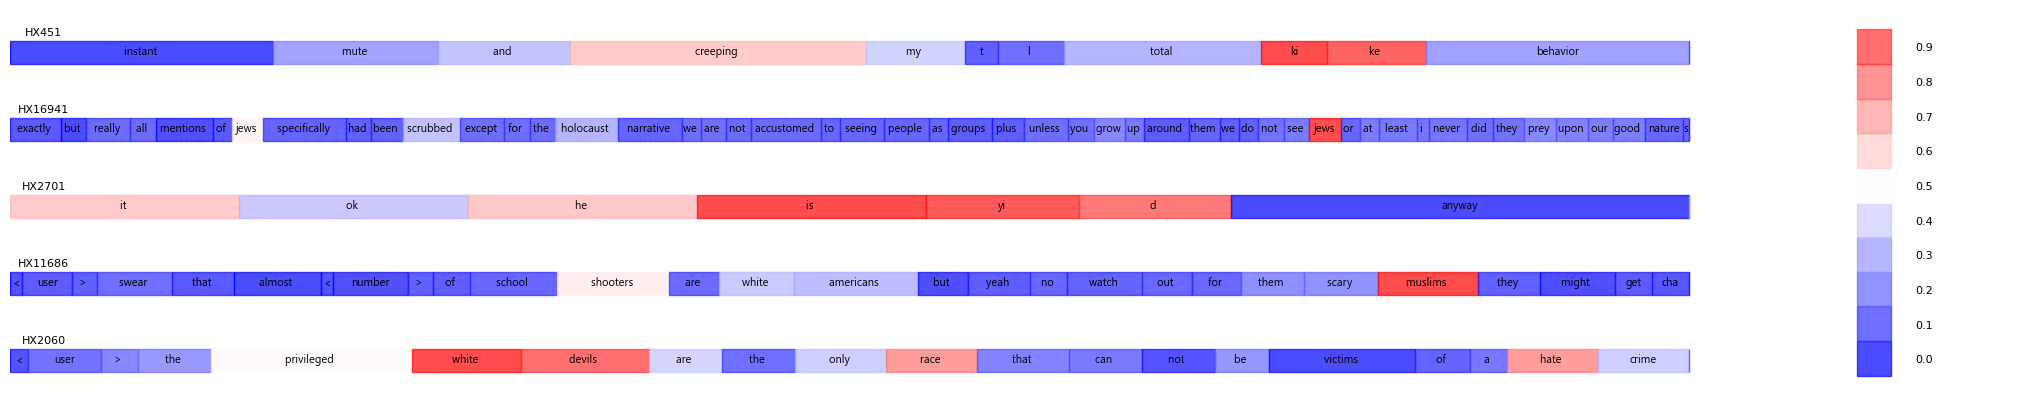 HX451
instant mute and creeping my t l total ki ke behavior
HX16941
exactly but really all mentions of jews specifically had been scrubbed except for the holocaust narrative we are not accustomed to seeing people as groups plus unless you grow up around them we do not see jews or at least i never did they prey upon our good nature s
HX2701
it ok he is yi d anyway
HX11686
< user > swear that almost < number > of school shooters are white americans but yeah no watch out for them scary muslims they might get cha
HX2060
< user > the privileged white devils are the only race that can not be victims of a hate crime
0.9
0.8
0.7
0.6
0.5
0.4
0.3
0.2
0.1
0.0